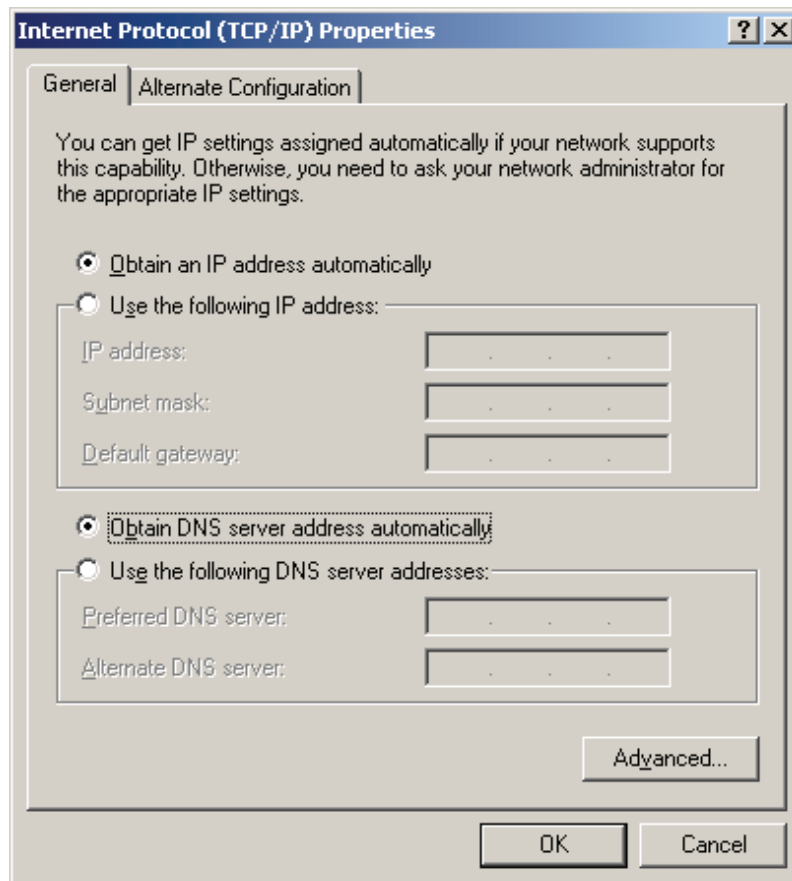 Internet Protocol (TCP/IP) Properties
General
Alternate Configuration
You can get IP settings assigned automatically if your network supports
this capability. Otherwise, you need to ask your network administrator for
the appropriate IP settings.
Obtain an IP address automatically
Use the following IP address:
IP address:
Subnet mask:
Default gateway:
Obtain DNS server address automatically
Use the following DNS server addresses:
Preferred DNS server:
Alternate DNS server:
Advanced...
OK
Cancel